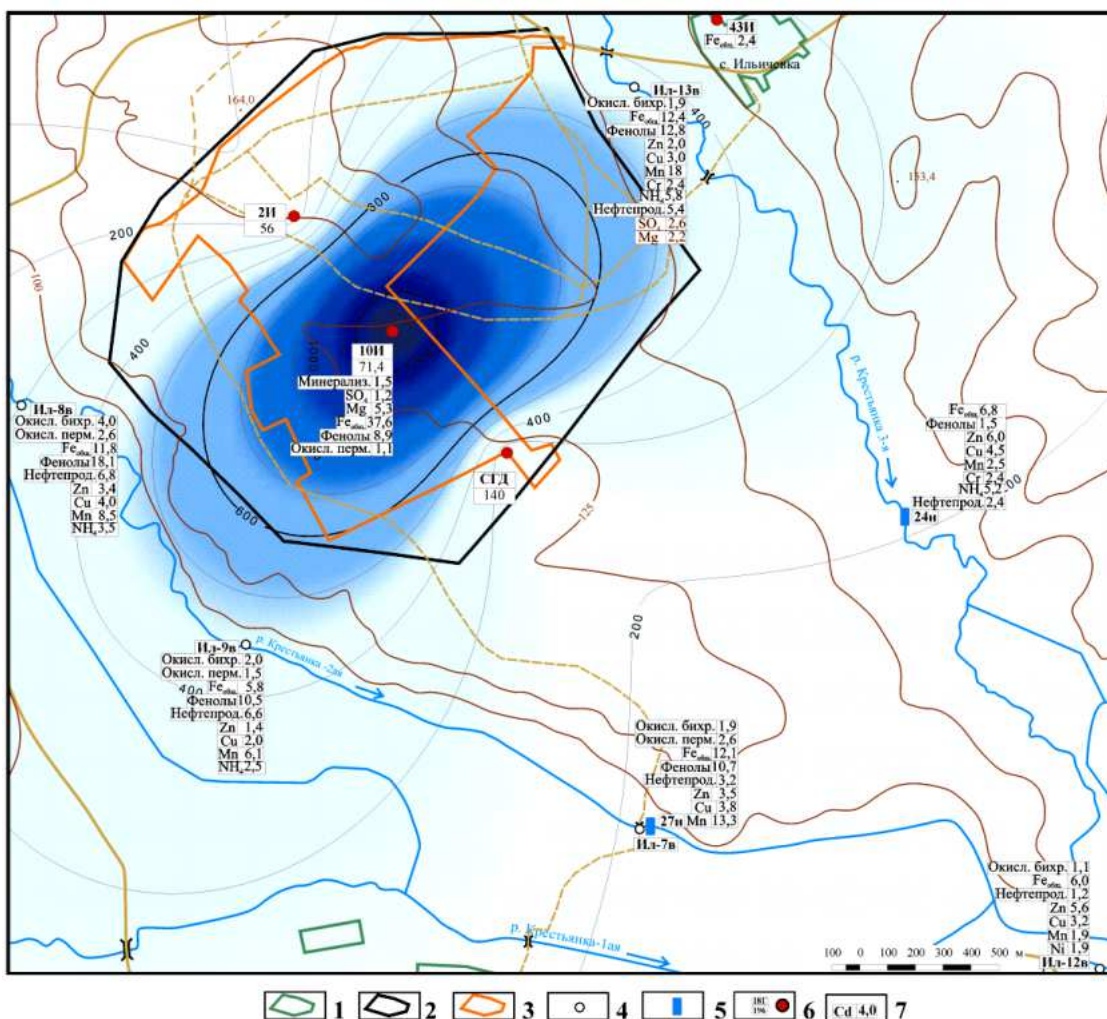 43И
Feобщ. 2,4
с. Ильичевка
164,0
Ил-13в
400
Окисл. бихр. 1,9
Feобщ. 12,4
Фенолы 12,8
Zn 2,0
Cu 3,0
Mn 18
Cr 2,4
NH₄ 5,8
Нефтепрод. 5,4
SO₄ 2,6
Mg 2,2
153,4
300
2И
56
200
100
400
10И
71,4
Минерализ. 1,5
SO₄ 1,2
Mg 5,3
Feобщ. 37,6
Фенолы 8,9
Окисл. перм. 1,1
1000
р. Крестьянка 3-я
Ил-8в
Окисл. бихр. 4,0
Окисл. перм. 2,6
Feобщ. 11,8
Фенолы 18,1
Нефтепрод. 6,8
Zn 3,4
Cu 4,0
Mn 8,5
NH₄ 3,5
400
СГД
140
125
600
Feобщ. 6,8
Фенолы 1,5
Zn 6,0
Cu 4,5
Mn 2,5
Cr 2,4
NH₄ 5,2
Нефтепрод. 2,4
24н
200
Ил-9в
р. Крестьянка -2ая
Окисл. бихр. 2,0
Окисл. перм. 1,5
Feобщ. 5,8
400
Фенолы 10,5
Нефтепрод. 6,6
Zn 1,4
Cu 2,0
Mn 6,1
NH₄ 2,5
Окисл. бихр. 1,9
Окисл. перм. 2,6
Feобщ. 12,1
Фенолы 10,7
Нефтепрод. 3,2
Zn 3,5
Cu 3,8
Mn 13,3
27н
Ил-7в
р. Крестьянка-1ая
Окисл. бихр. 1,1
Feобщ. 6,0
Нефтепрод. 1,2
Zn 5,6
Cu 3,2
Mn 1,9
Ni 1,9
Ил-12в
100 0 100 200 300 400 500 м
1 2 3 4 5 6 Cd 4,0 7